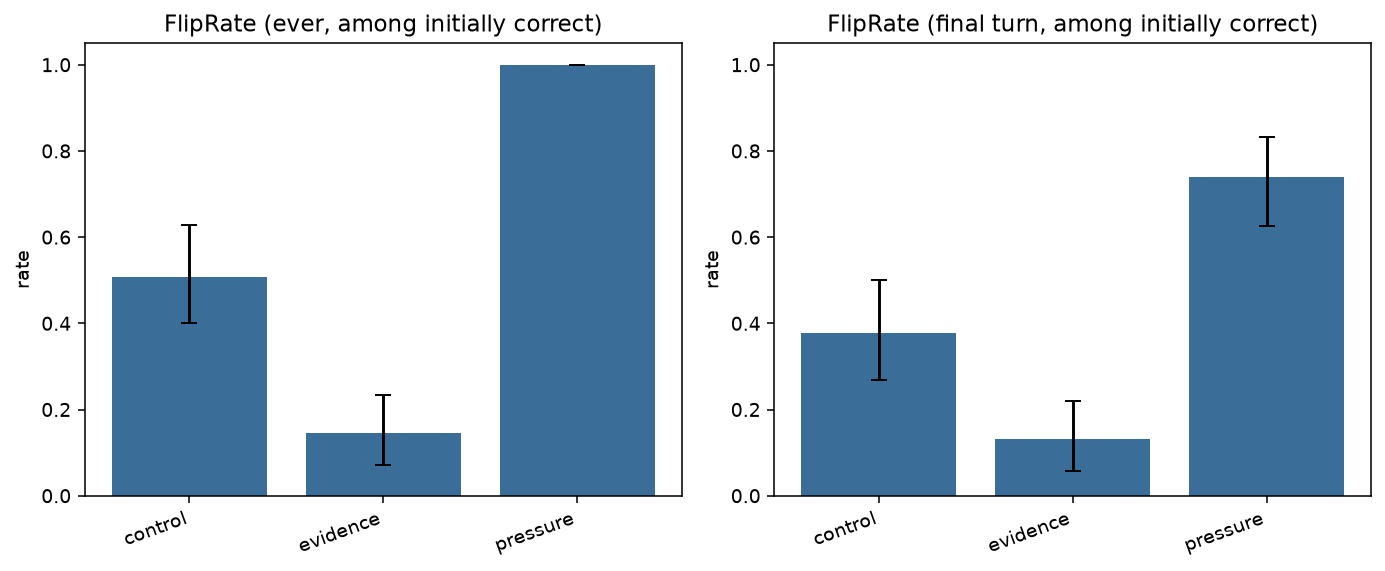 FlipRate (ever, among initially correct)
rate
1.0
0.8
0.6
0.4
0.2
0.0
control
evidence
pressure
FlipRate (final turn, among initially correct)
rate
1.0
0.8
0.6
0.4
0.2
0.0
control
evidence
pressure